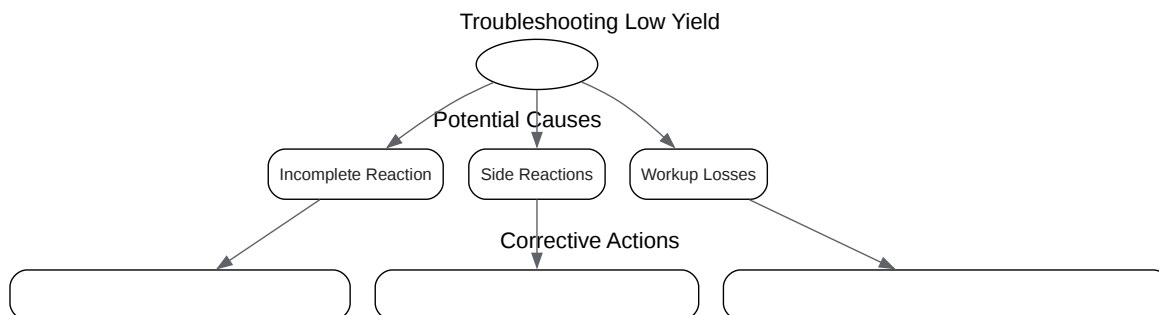 Troubleshooting Low Yield
Potential Causes
Incomplete Reaction
Side Reactions
Workup Losses
Corrective Actions